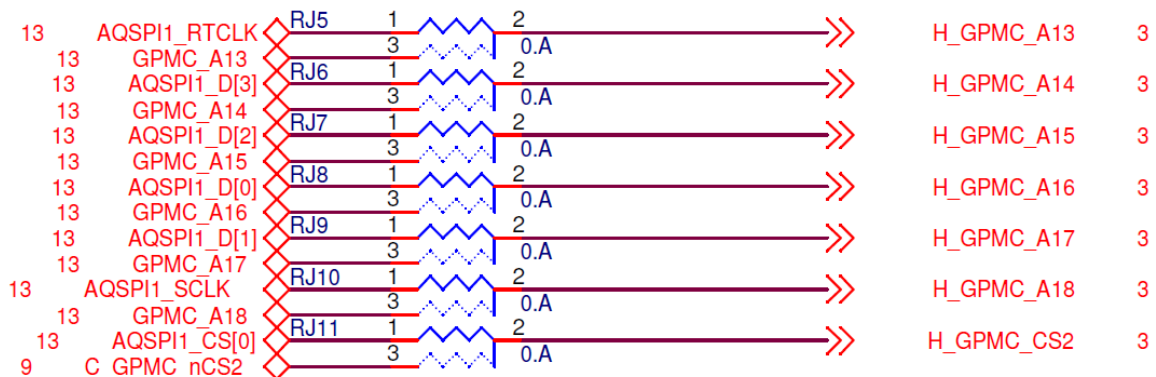 13 AQSPI1_RTCLK RJ5 1 2 H_GPMC_A13 3
13 GPMC_A13 3 0.A
13 AQSPI1_D[3] RJ6 1 2 H_GPMC_A14 3
13 GPMC_A14 3 0.A
13 AQSPI1_D[2] RJ7 1 2 H_GPMC_A15 3
13 GPMC_A15 3 0.A
13 AQSPI1_D[0] RJ8 1 2 H_GPMC_A16 3
13 GPMC_A16 3 0.A
13 AQSPI1_D[1] RJ9 1 2 H_GPMC_A17 3
13 GPMC_A17 3 0.A
13 AQSPI1_SCLK RJ10 1 2 H_GPMC_A18 3
13 GPMC_A18 3 0.A
13 AQSPI1_CS[0] RJ11 1 2 H_GPMC_CS2 3
9 C_GPMC_nCS2 3 0.A